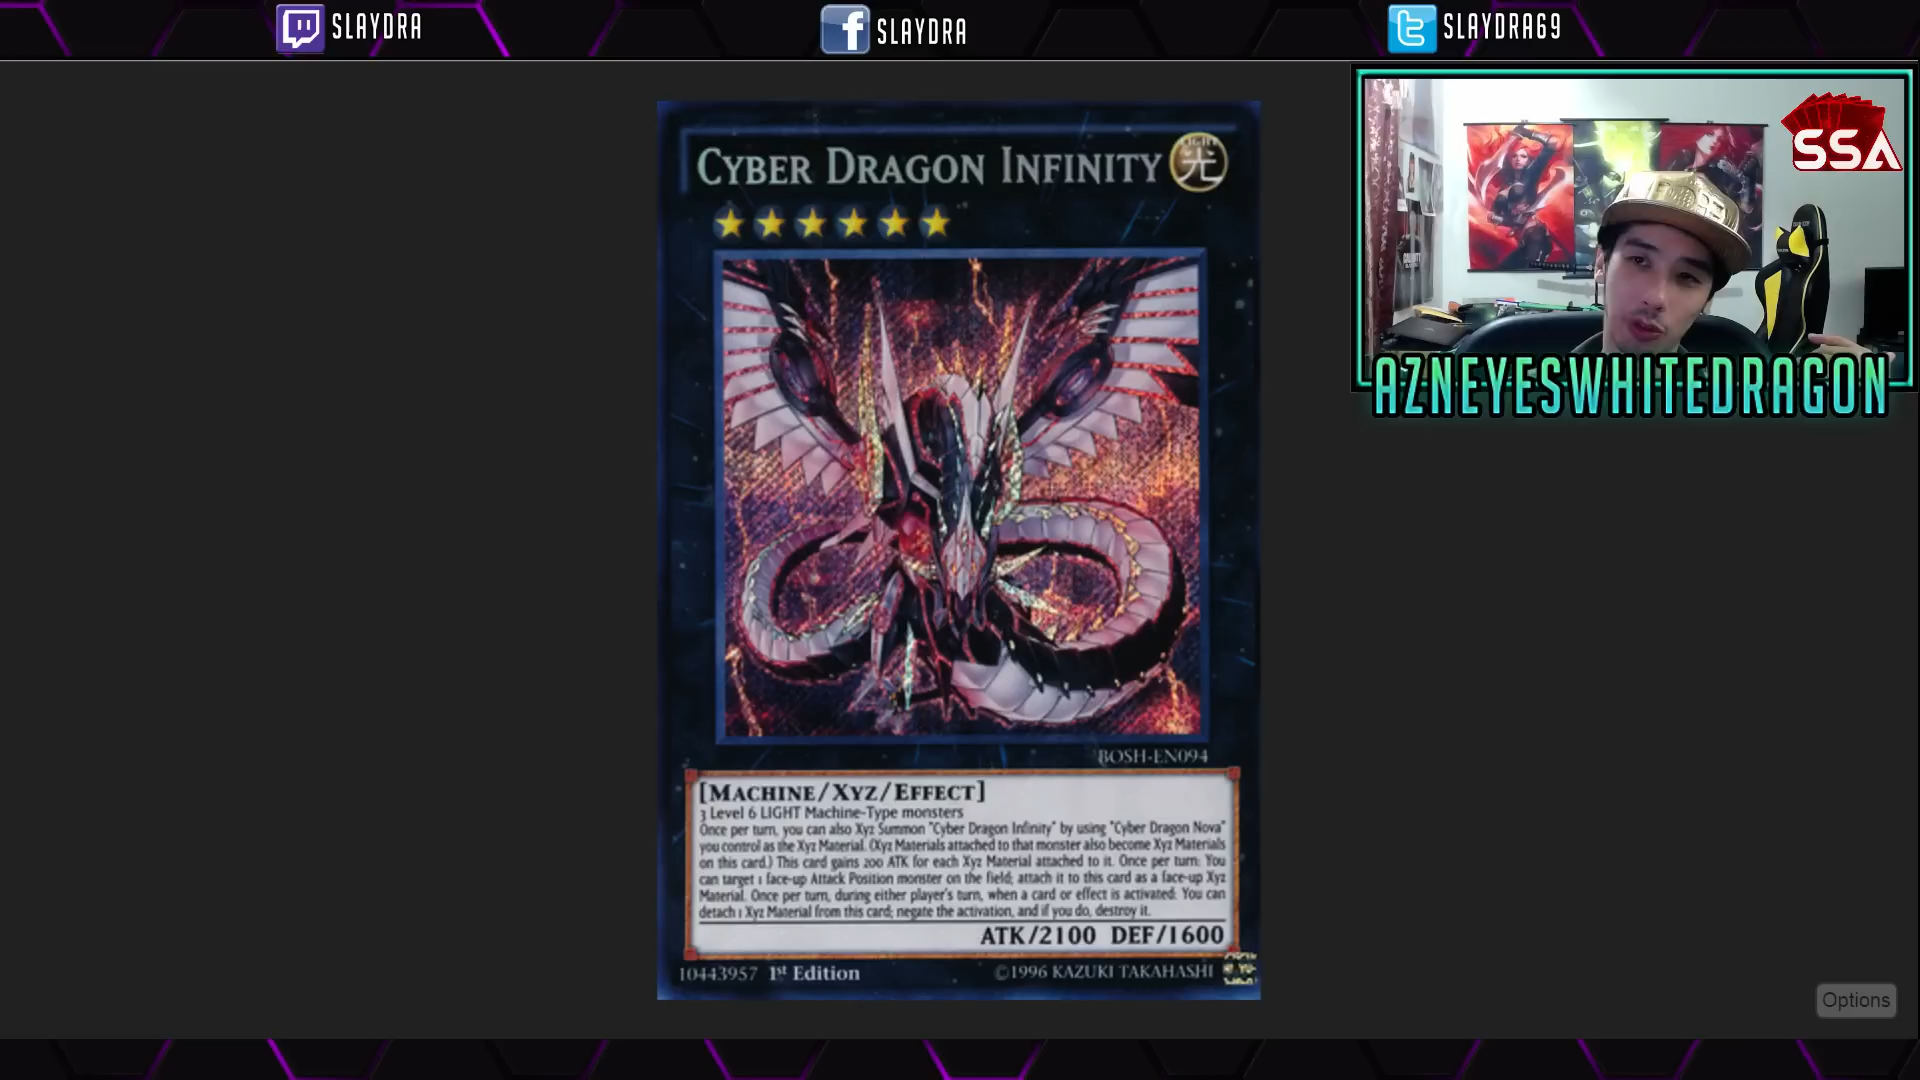 SLAYDRA
SLAYDRA
SLAYDRA69
SSA
AZNEYESWHITEDRAGON
CYBER DRAGON INFINITY
LIGHT
光
BOSH-EN094
[MACHINE/XYZ/EFFECT]
3 Level 6 LIGHT Machine-Type monsters
Once per turn, you can also Xyz Summon "Cyber Dragon Infinity" by using "Cyber Dragon Nova"
you control as the Xyz Material. (Xyz Materials attached to that monster also become Xyz Materials
on this card.) This card gains 200 ATK for each Xyz Material attached to it. Once per turn: You
can target 1 face-up Attack Position monster on the field; attach it to this card as a face-up Xyz
Material. Once per turn, during either player's turn, when a card or effect is activated: You can
detach 1 Xyz Material from this card; negate the activation, and if you do, destroy it.
ATK/2100 DEF/1600
10443957 1st Edition
©1996 KAZUKI TAKAHASHI
Options